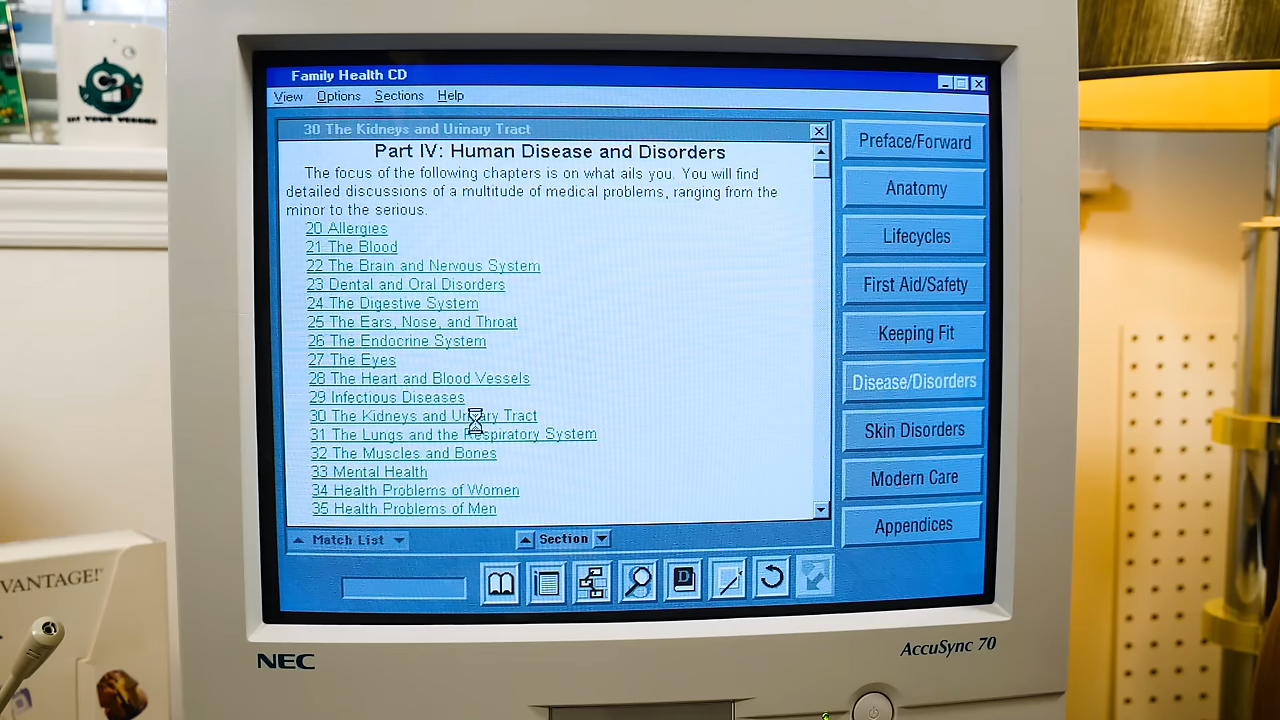 Family Health CD
View Options Sections Help
30 The Kidneys and Urinary Tract
Part IV: Human Disease and Disorders
The focus of the following chapters is on what ails you. You will find
detailed discussions of a multitude of medical problems, ranging from the
minor to the serious.
20 Allergies
21 The Blood
22 The Brain and Nervous System
23 Dental and Oral Disorders
24 The Digestive System
25 The Ears, Nose, and Throat
26 The Endocrine System
27 The Eyes
28 The Heart and Blood Vessels
29 Infectious Diseases
30 The Kidneys and Urinary Tract
31 The Lungs and the Respiratory System
32 The Muscles and Bones
33 Mental Health
34 Health Problems of Women
35 Health Problems of Men
Match List
Section
Preface/Forward
Anatomy
Lifecycles
First Aid/Safety
Keeping Fit
Disease/Disorders
Skin Disorders
Modern Care
Appendices
D
NEC
AccuSync 70
VANTAGE!